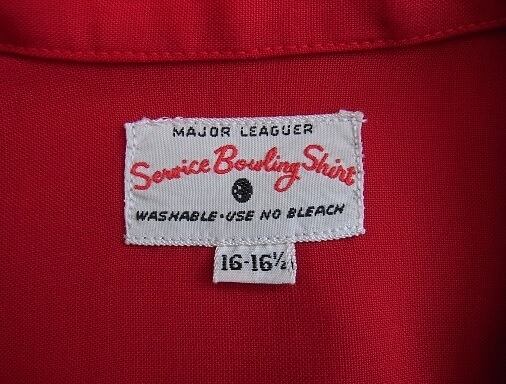 MAJOR LEAGUER
Service Bowling Shirt
WASHABLE · USE NO BLEACH
16-16½